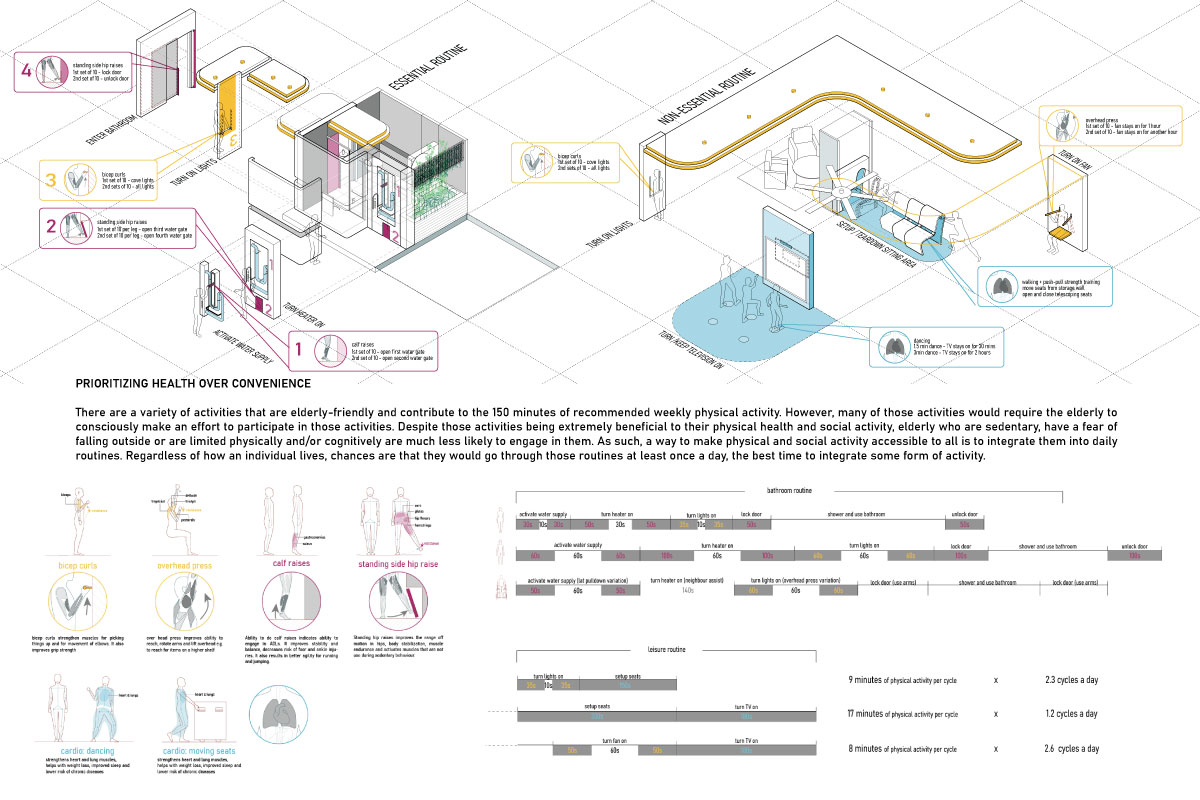 4
standing side hip raises
1st set of 10 - lock door
2nd set of 10 - unlock door
ENTER BATHROOM
ESSENTIAL ROUTINE
3
bicep curls
1st set of 10 - cove lights
2nd sets of 10 - all lights
TURN ON LIGHTS
2
standing side hip raises
1st set of 10 per leg - open third water gate
2nd set of 10 per leg - open fourth water gate
1
2
2
TURN HEATER ON
ACTIVATE WATER SUPPLY
1
calf raises
1st set of 10 - open first water gate
2nd set of 10 - open second water gate
NON-ESSENTIAL ROUTINE
bicep curls
1st set of 10 - cove lights
2nd sets of 10 - all lights
TURN ON LIGHTS
overhead press
1st set of 10 - fan stays on for 1 hour
2nd set of 10 - fan stays on for another hour
TURN ON FAN
SETUP / TEARDOWN SITTING AREA
walking + push-pull strength training
move seats from storage wall
open and close telescoping seats
TURN/KEEP TELEVISION ON
dancing
1.5 min dance - TV stays on for 30 mins
3min dance - TV stays on for 2 hours
PRIORITIZING HEALTH OVER CONVENIENCE
There are a variety of activities that are elderly-friendly and contribute to the 150 minutes of recommended weekly physical activity. However, many of those activities would require the elderly to
consciously make an effort to participate in those activities. Despite those activities being extremely beneficial to their physical health and social activity, elderly who are sedentary, have a fear of
falling outside or are limited physically and/or cognitively are much less likely to engage in them. As such, a way to make physical and social activity accessible to all is to integrate them into daily
routines. Regardless of how an individual lives, chances are that they would go through those routines at least once a day, the best time to integrate some form of activity.
biceps
deltoids
triceps
pectorals
gastrocnemius
soleus
core
glutes
hip flexors
hamstrings
bicep curls
overhead press
calf raises
standing side hip raise
bicep curls strengthen muscles for picking
things up and for movement of elbows. It also
improves grip strength
over head press improves ability to
reach, rotate arms and lift overhead eg.
to reach for items on a higher shelf
Ability to do calf raises indicates ability to
engage in ADLs. It improves stability and
balance, decreases risk of foot and ankle inju-
ries. It also results in better agility for running
and jumping.
Standing hip raises improves the range off
motion in hips, body stabilization, muscle
endurance and activates muscles that are not
use during sedentary behaviour
heart & lungs
heart & lungs
cardio: dancing
strengthens heart and lung muscles,
helps with weight loss, improved sleep and
lower risk of chronic diseases
cardio: moving seats
strengthens heart and lung muscles,
helps with weight loss, improved sleep and
lower risk of chronic diseases
bathroom routine
activate water supply
turn heater on
turn lights on
lock door
shower and use bathroom
unlock door
30s 10s 30s 50s 30s 50s 35s 10s 35s 50s 50s
activate water supply
turn heater on
turn lights on
lock door
shower and use bathroom
unlock door
60s 60s 60s 100s 60s 100s 60s 60s 60s 100s 100s
activate water supply (lat pulldown variation)
turn heater on (neighbour assist)
turn lights on (overhead press variation)
lock door (use arms)
shower and use bathroom
lock door (use arms)
50s 60s 50s 140s 60s 60s 60s
leisure routine
turn lights on
setup seats
35s 10s 35s
setup seats
turn TV on
turn fan on
turn TV on
50s 60s 50s
9 minutes of physical activity per cycle x 2.3 cycles a day
17 minutes of physical activity per cycle x 1.2 cycles a day
8 minutes of physical activity per cycle x 2.6 cycles a day